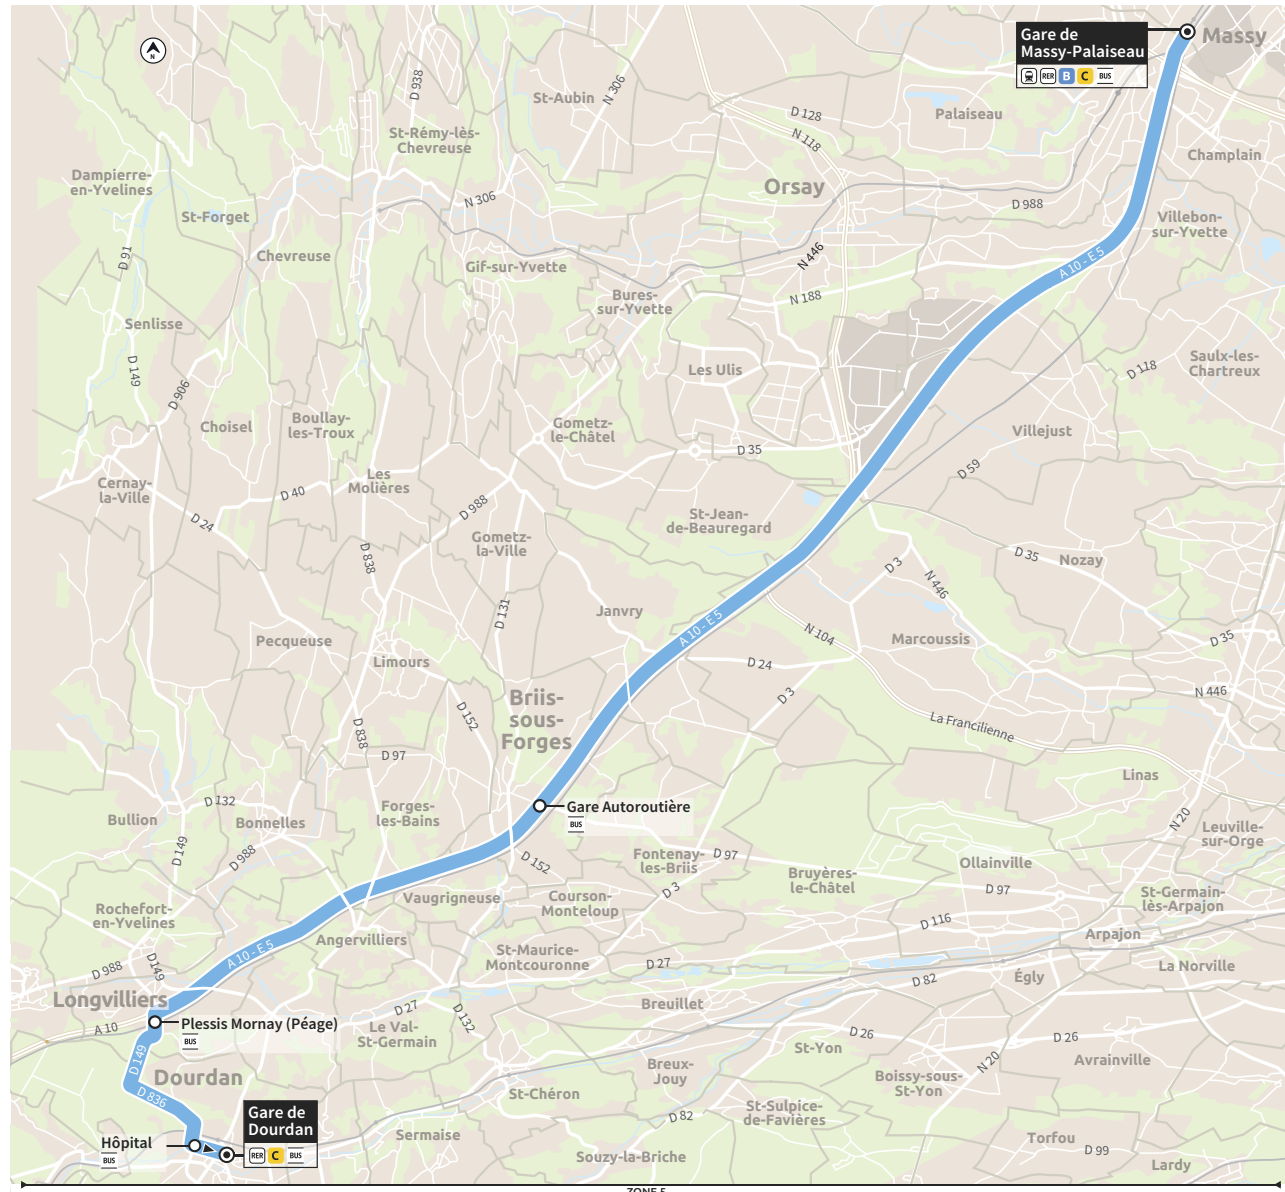 Gare de
Massy-Palaiseau
RER B C BUS
Massy
N
D 938
St-Aubin
N 306
D 128
N 118
Palaiseau
St-Rémy-lès-
Chevreuse
Champlain
Dampierre-
en-Yvelines
Orsay
N 306
D 988
St-Forget
Villebon-
sur-Yvette
D 91
Chevreuse
Gif-sur-Yvette
N 446
A 10 - E 5
Bures-
sur-Yvette
N 188
Senlisse
D 149
D 906
Les Ulis
D 118
Saulx-les-
Chartreux
Choisel
Boullay-
les-Troux
Gometz-
le-Châtel
D 35
Villejust
D 59
Cernay-
la-Ville
Les
Molières
D 40
D 24
D 988
St-Jean-
de-Beauregard
Gometz-
la-Ville
D 838
D 3
N 446
D 35
Nozay
D 131
Janvry
A 10 - E 5
N 104
Marcoussis
D 35
Pecqueuse
Limours
D 24
D 3
N 446
Briis-
sous-
Forges
D 152
D 838
La Francilienne
D 97
Linas
Gare Autoroutière
BUS
D 132
Bullion
Bonnelles
Forges-
les-Bains
N 20
Leuville-
sur-Orge
D 149
D 988
D 152
Fontenay-
les-Briis
D 97
Bruyères-
le-Châtel
Ollainville
D 97
D 3
Vaugrigneuse
Courson-
Monteloup
St-Germain-
lès-Arpajon
Rochefort-
en-Yvelines
D 116
Angervilliers
Arpajon
A 10 - E 5
St-Maurice-
Montcouronne
D 27
D 988
D 149
La Norville
Égly
D 82
Longvilliers
Breuillet
D 27
D 132
A 10
Plessis Mornay (Péage)
BUS
Le Val-
St-Germain
D 26
St-Yon
D 26
D 149
N 20
Avrainville
Breux-
Jouy
Boissy-sous-
St-Yon
Dourdan
D 836
St-Chéron
D 82
St-Sulpice-
de-Favières
Gare de
Dourdan
RER C BUS
Hôpital
BUS
Sermaise
Torfou
D 99
Souzy-la-Briche
Lardy
ZONE 5